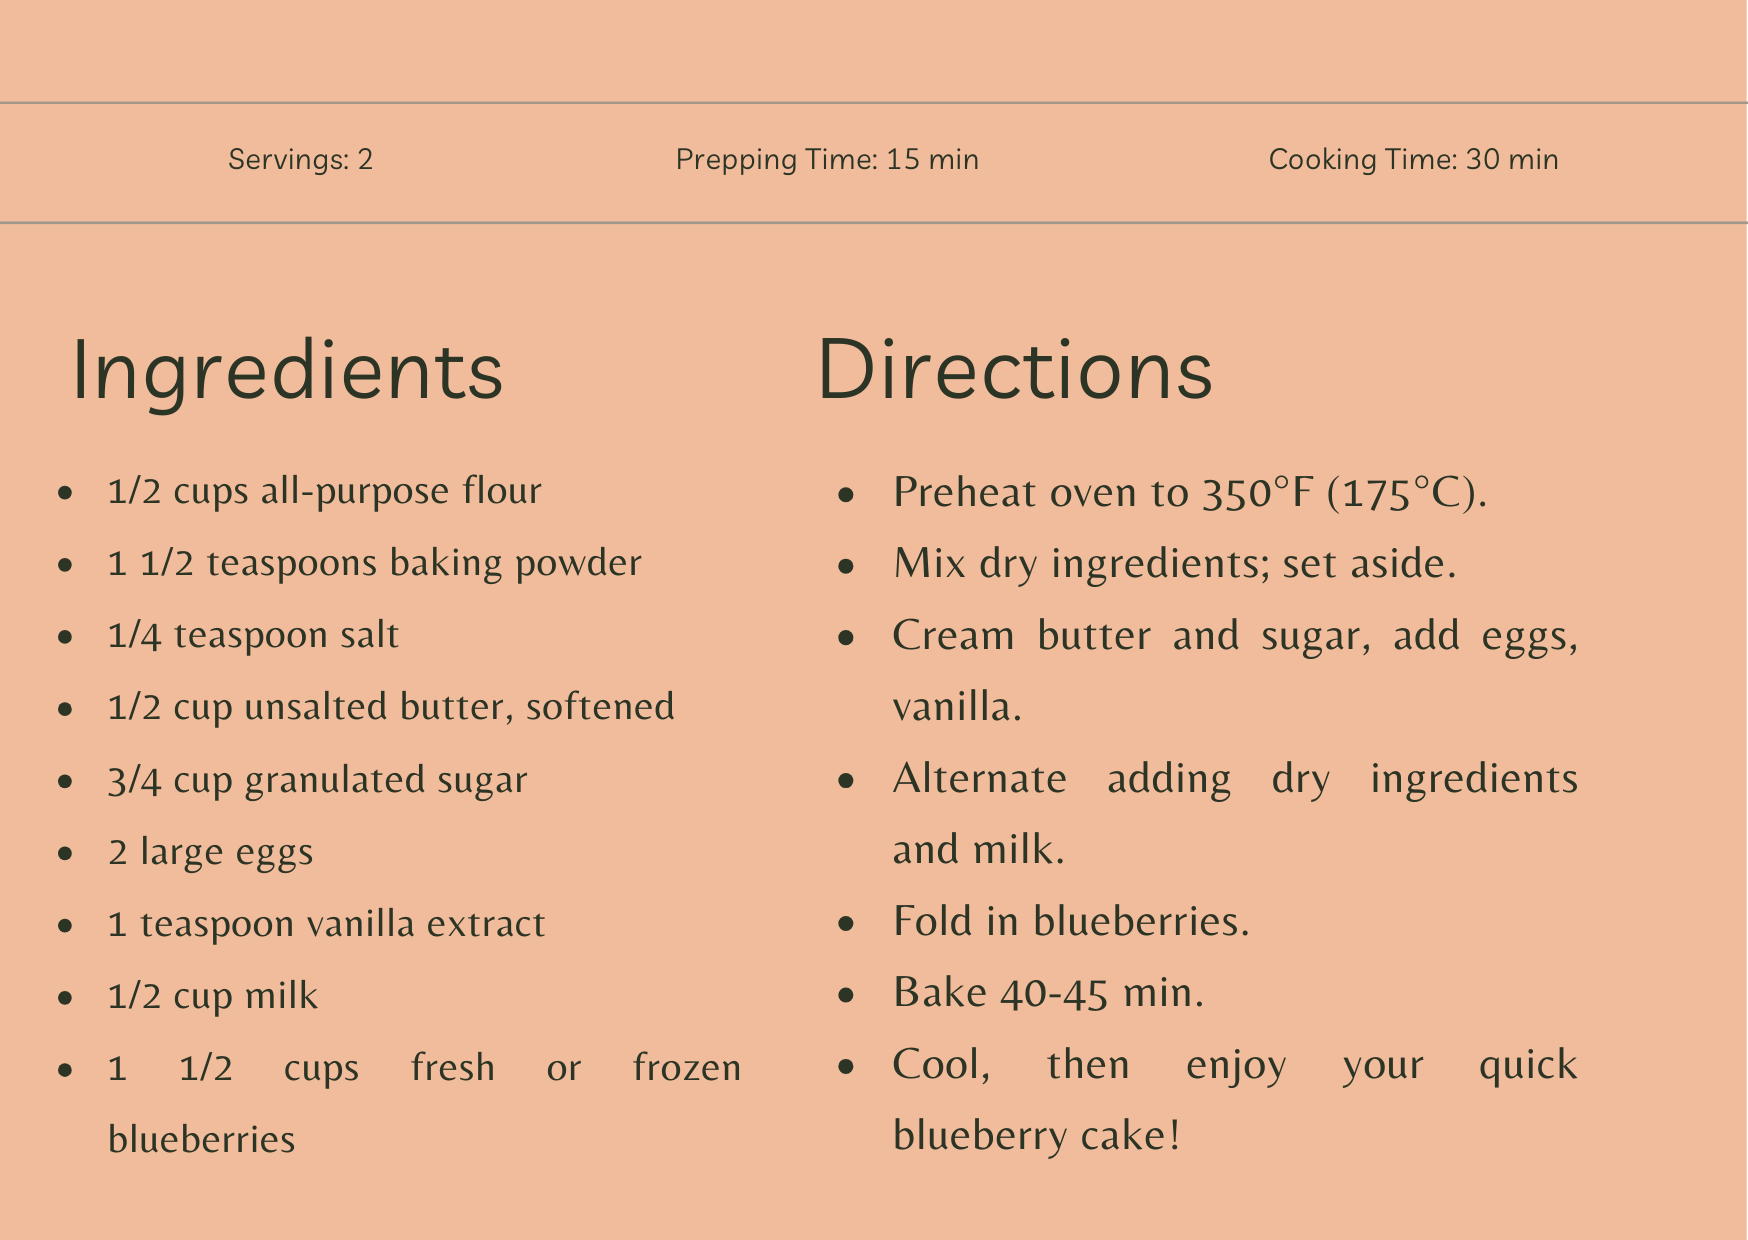 Servings: 2
Prepping Time: 15 min
Cooking Time: 30 min
Ingredients
1/2 cups all-purpose flour
1 1/2 teaspoons baking powder
1/4 teaspoon salt
1/2 cup unsalted butter, softened
3/4 cup granulated sugar
2 large eggs
1 teaspoon vanilla extract
1/2 cup milk
1 1/2 cups fresh or frozen
blueberries
Directions
Preheat oven to 350°F (175°C).
Mix dry ingredients; set aside.
Cream butter and sugar, add eggs,
vanilla.
Alternate adding dry ingredients
and milk.
Fold in blueberries.
Bake 40-45 min.
Cool, then enjoy your quick
blueberry cake!